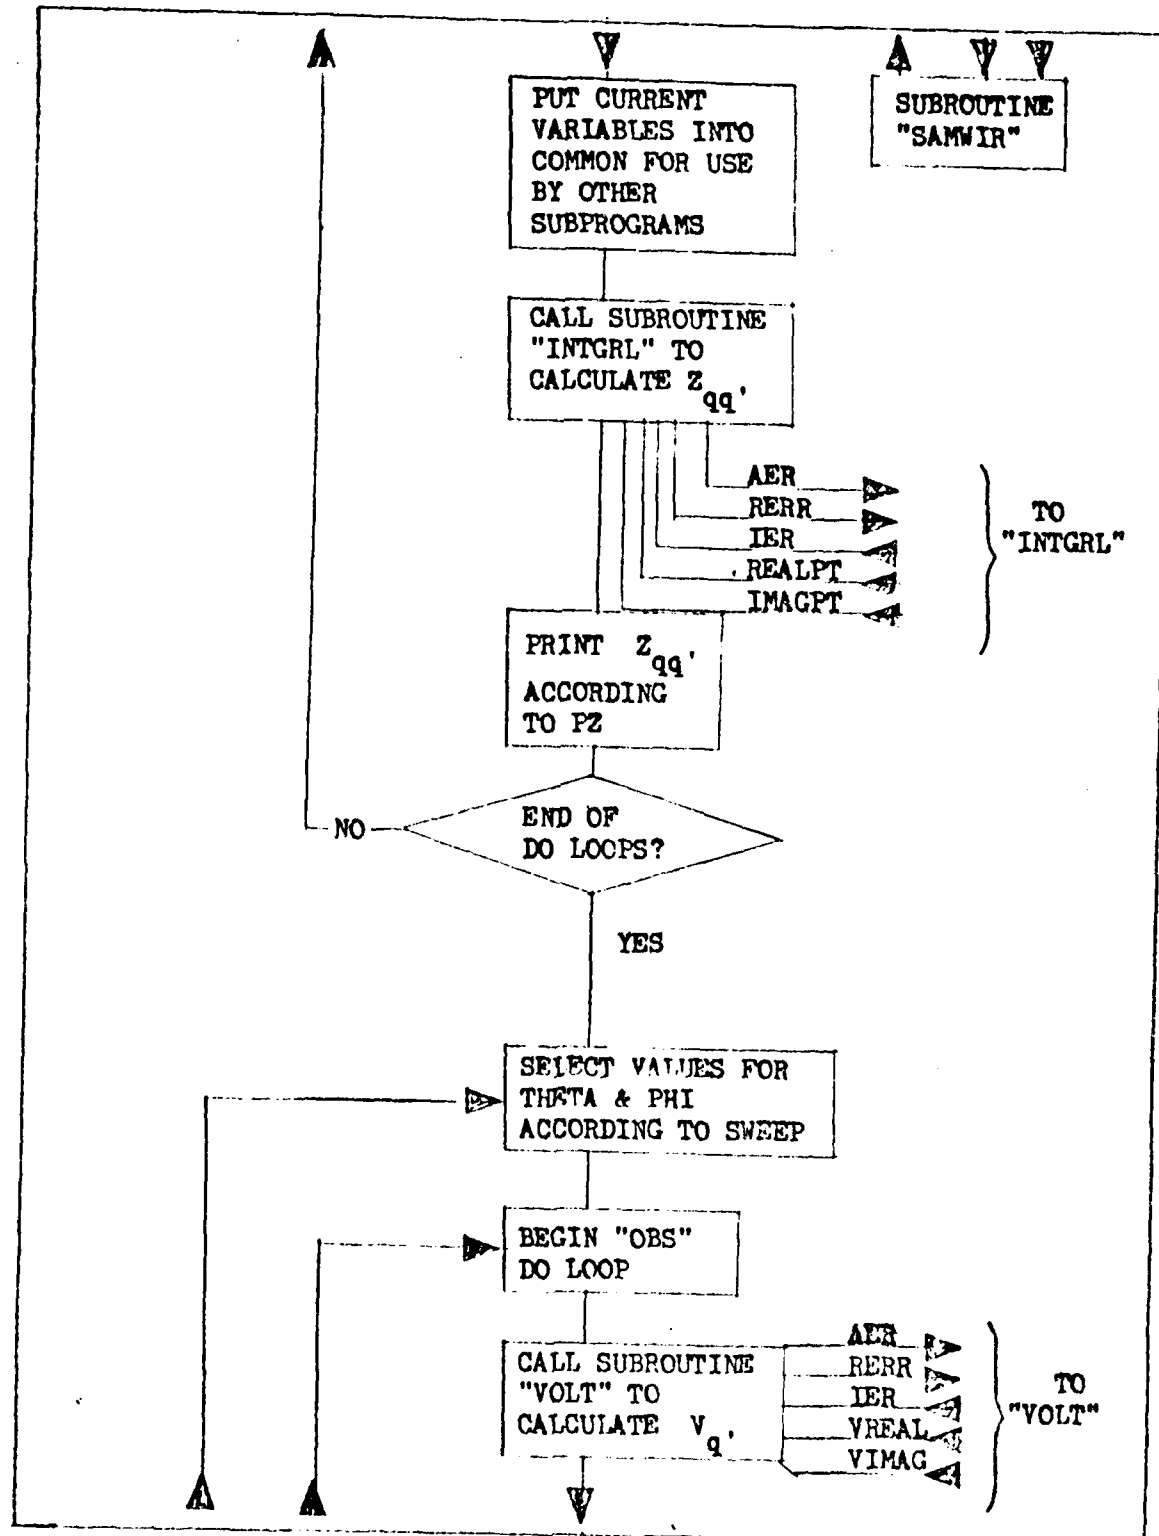 PUT CURRENT
VARIABLES INTO
COMMON FOR USE
BY OTHER
SUBPROGRAMS
SUBROUTINE
"SAMWIR"
CALL SUBROUTINE
"INTGRL" TO
CALCULATE Zqq'
AER
RERR
IER
REALPT
IMAGPT
TO
"INTGRL"
PRINT Zqq'
ACCORDING
TO PZ
END OF
DO LOOPS?
NO
YES
SELECT VALUES FOR
THETA & PHI
ACCORDING TO SWEEP
BEGIN "OBS"
DO LOOP
CALL SUBROUTINE
"VOLT" TO
CALCULATE Vq'
AER
RERR
IER
VREAL
VIMAG
TO
"VOLT"